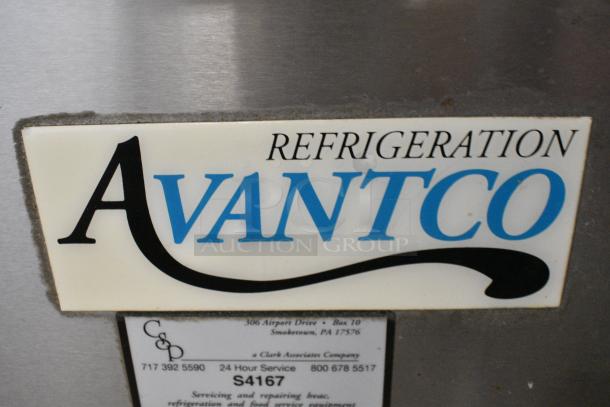 REFRIGERATION
AVANTCO
AUCTION GROUP
C&P
306 Airport Drive • Box 10
Smoketown, PA 17576
a Clark Associates Company
717 392 5590 24 Hour Service 800 678 5517
S4167
Servicing and repairing hvac,
refrigeration and food service equipment